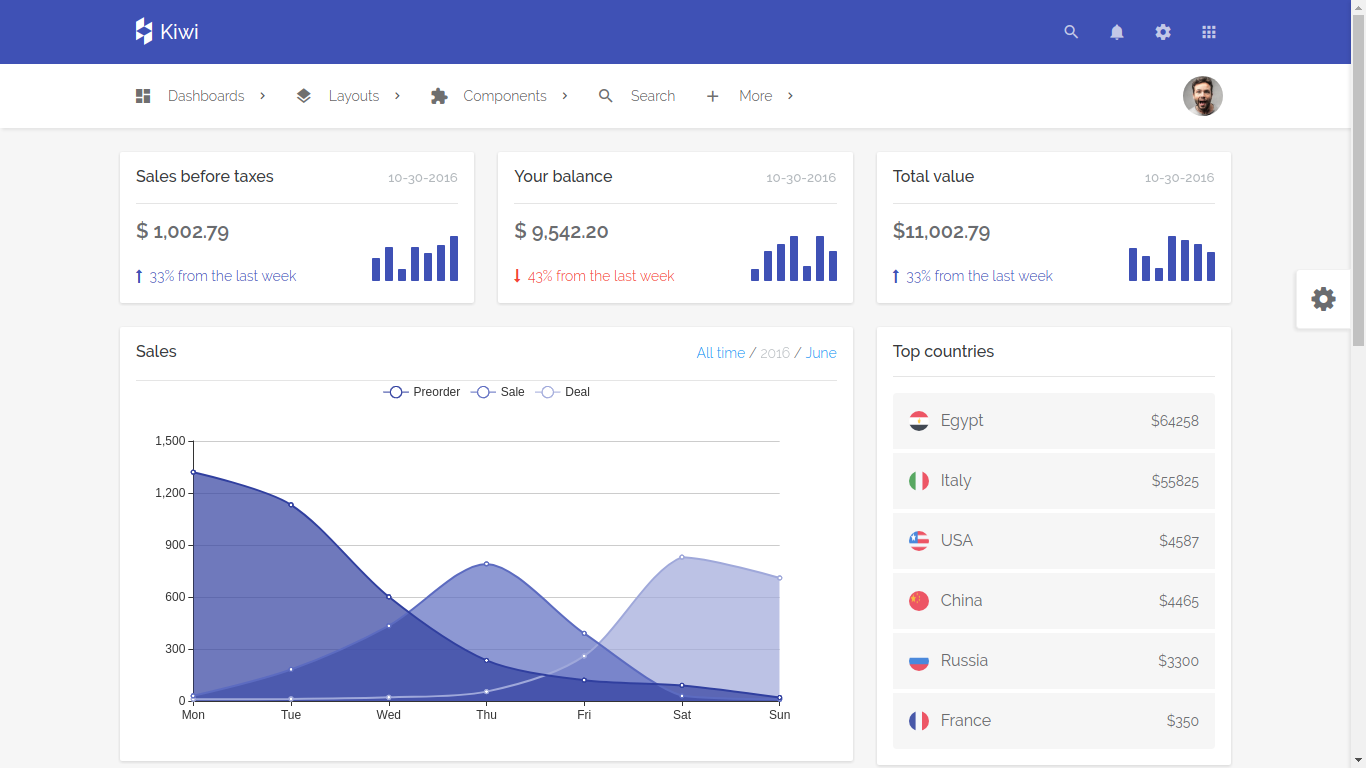 Kiwi
Dashboards Layouts Components Search More
Sales before taxes 10-30-2016
$ 1,002.79
33% from the last week
Your balance 10-30-2016
$ 9,542.20
43% from the last week
Total value 10-30-2016
$11,002.79
33% from the last week
Sales All time / 2016 / June
Preorder Sale Deal
1,500
1,200
900
600
300
0
Mon Tue Wed Thu Fri Sat Sun
Top countries
Egypt $64258
Italy $55825
USA $4587
China $4465
Russia $3300
France $350